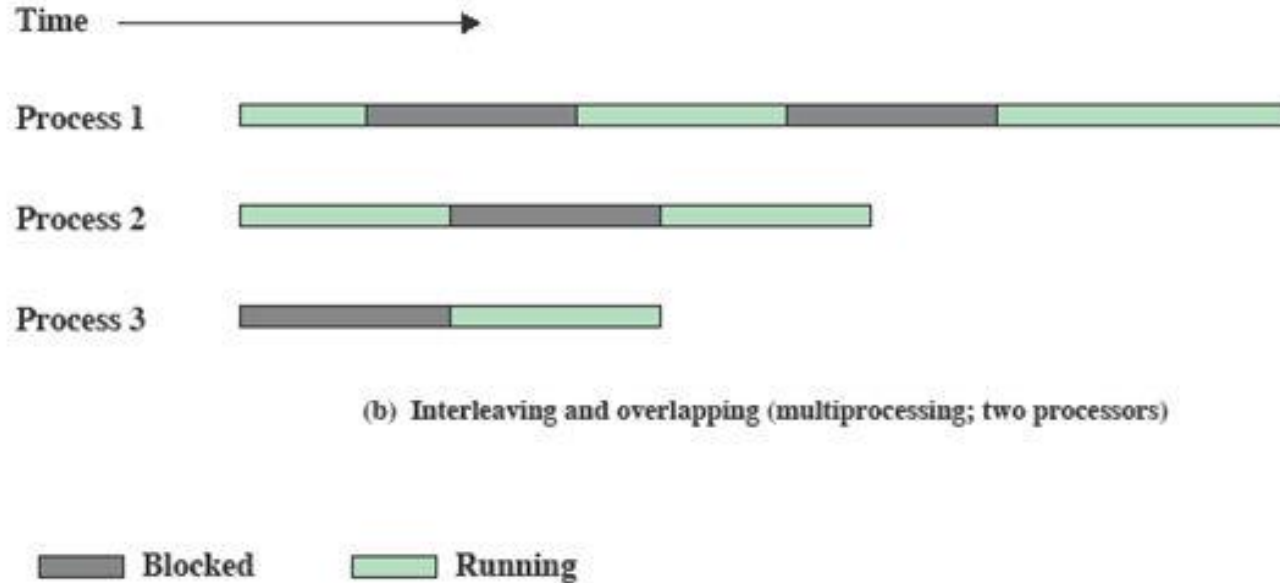 Time
Process 1
Process 2
Process 3
(b) Interleaving and overlapping (multiprocessing; two processors)
Blocked Running